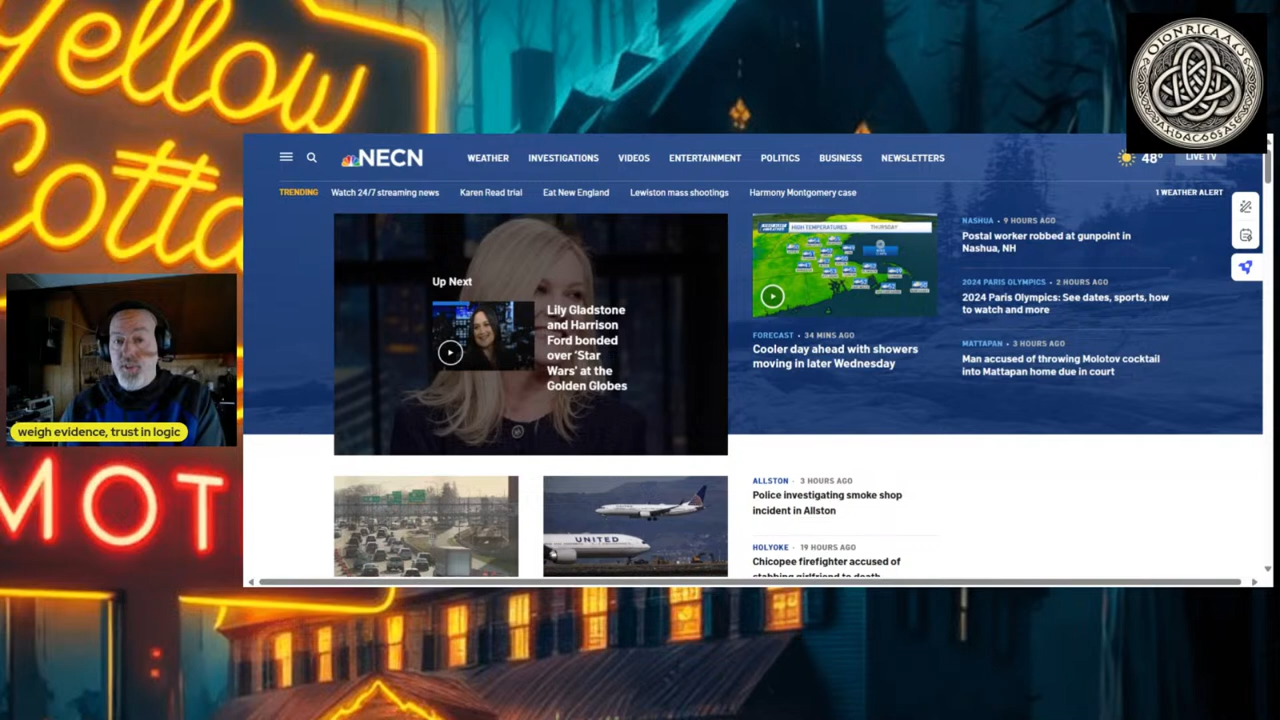 Yellow
Cotta
MOT
weigh evidence, trust in logic
NECN
WEATHER INVESTIGATIONS VIDEOS ENTERTAINMENT POLITICS BUSINESS NEWSLETTERS
48°
LIVE TV
TRENDING Watch 24/7 streaming news Karen Read trial Eat New England Lewiston mass shootings Harmony Montgomery case
1 WEATHER ALERT
Up Next
Lily Gladstone
and Harrison
Ford bonded
over 'Star
Wars' at the
Golden Globes
HIGH TEMPERATURES THURSDAY
FORECAST • 34 MINS AGO
Cooler day ahead with showers
moving in later Wednesday
NASHUA • 9 HOURS AGO
Postal worker robbed at gunpoint in
Nashua, NH
2024 PARIS OLYMPICS • 2 HOURS AGO
2024 Paris Olympics: See dates, sports, how
to watch and more
MATTAPAN • 3 HOURS AGO
Man accused of throwing Molotov cocktail
into Mattapan home due in court
UNITED
ALLSTON · 3 HOURS AGO
Police investigating smoke shop
incident in Allston
HOLYOKE · 19 HOURS AGO
Chicopee firefighter accused of
stabbing girlfriend to death